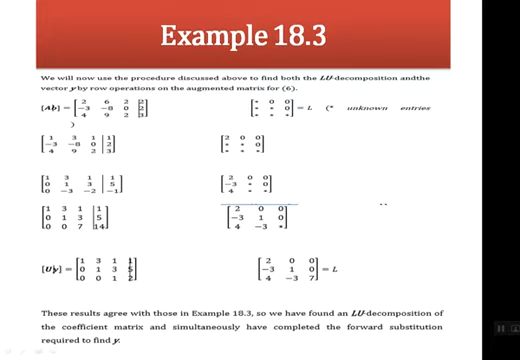 Example 18.3
We will now use the procedure discussed above to find both the LU-decomposition andthe
vector y by row operations on the augmented matrix for (6).
[Ab] = [ 2 6 2 | 2 ] [ * 0 0 ]
[ -3 -8 0 | 2 ] [ * * 0 ] = L (* unknown entries
[ 4 9 2 | 3 ] [ * * * ]
)
[ 1 3 1 | 1 ] [ 2 0 0 ]
[ -3 -8 0 | 2 ] [ * * 0 ]
[ 4 9 2 | 3 ] [ * * * ]
[ 1 3 1 | 1 ] [ 2 0 0 ]
[ 0 1 3 | 5 ] [ -3 * 0 ]
[ 0 -3 -2 | -1 ] [ 4 * * ]
[ 1 3 1 | 1 ] [ 2 0 0 ]
[ 0 1 3 | 5 ] [ -3 1 0 ]
[ 0 0 7 | 14 ] [ 4 -3 * ]
[Uy] = [ 1 3 1 | 1 ] [ 2 0 0 ]
[ 0 1 3 | 5 ] [ -3 1 0 ] = L
[ 0 0 1 | 2 ] [ 4 -3 7 ]
These results agree with those in Example 18.3, so we have found an LU-decomposition of
the coefficient matrix and simultaneously have completed the forward substitution
required to find y.